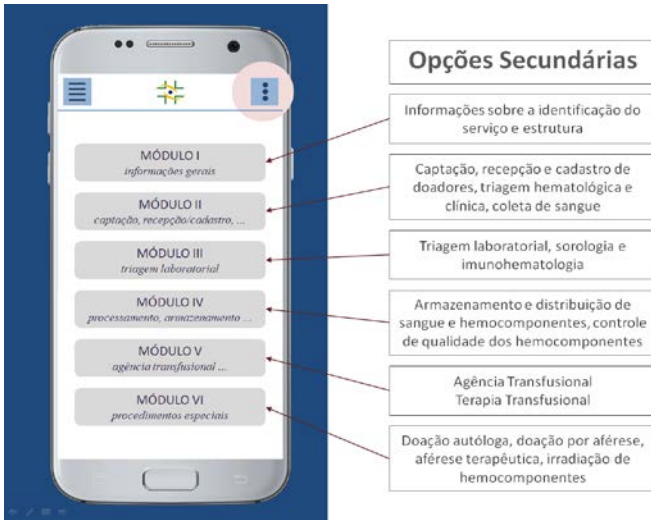 Opções Secundárias
MÓDULO I
informações gerais
Informações sobre a identificação do
serviço e estrutura
MÓDULO II
captação, recepção/cadastro, ...
Captação, recepção e cadastro de
doadores, triagem hematológica e
clínica, coleta de sangue
MÓDULO III
triagem laboratorial
Triagem laboratorial, sorologia e
imunohematologia
MÓDULO IV
processamento, armazenamento ...
Armazenamento e distribuição de
sangue e hemocomponentes, controle
de qualidade dos hemocomponentes
MÓDULO V
agência transfusional ...
Agência Transfusional
Terapia Transfusional
MÓDULO VI
procedimentos especiais
Doação autóloga, doação por aférese,
aférese terapêutica, irradiação de
hemocomponentes